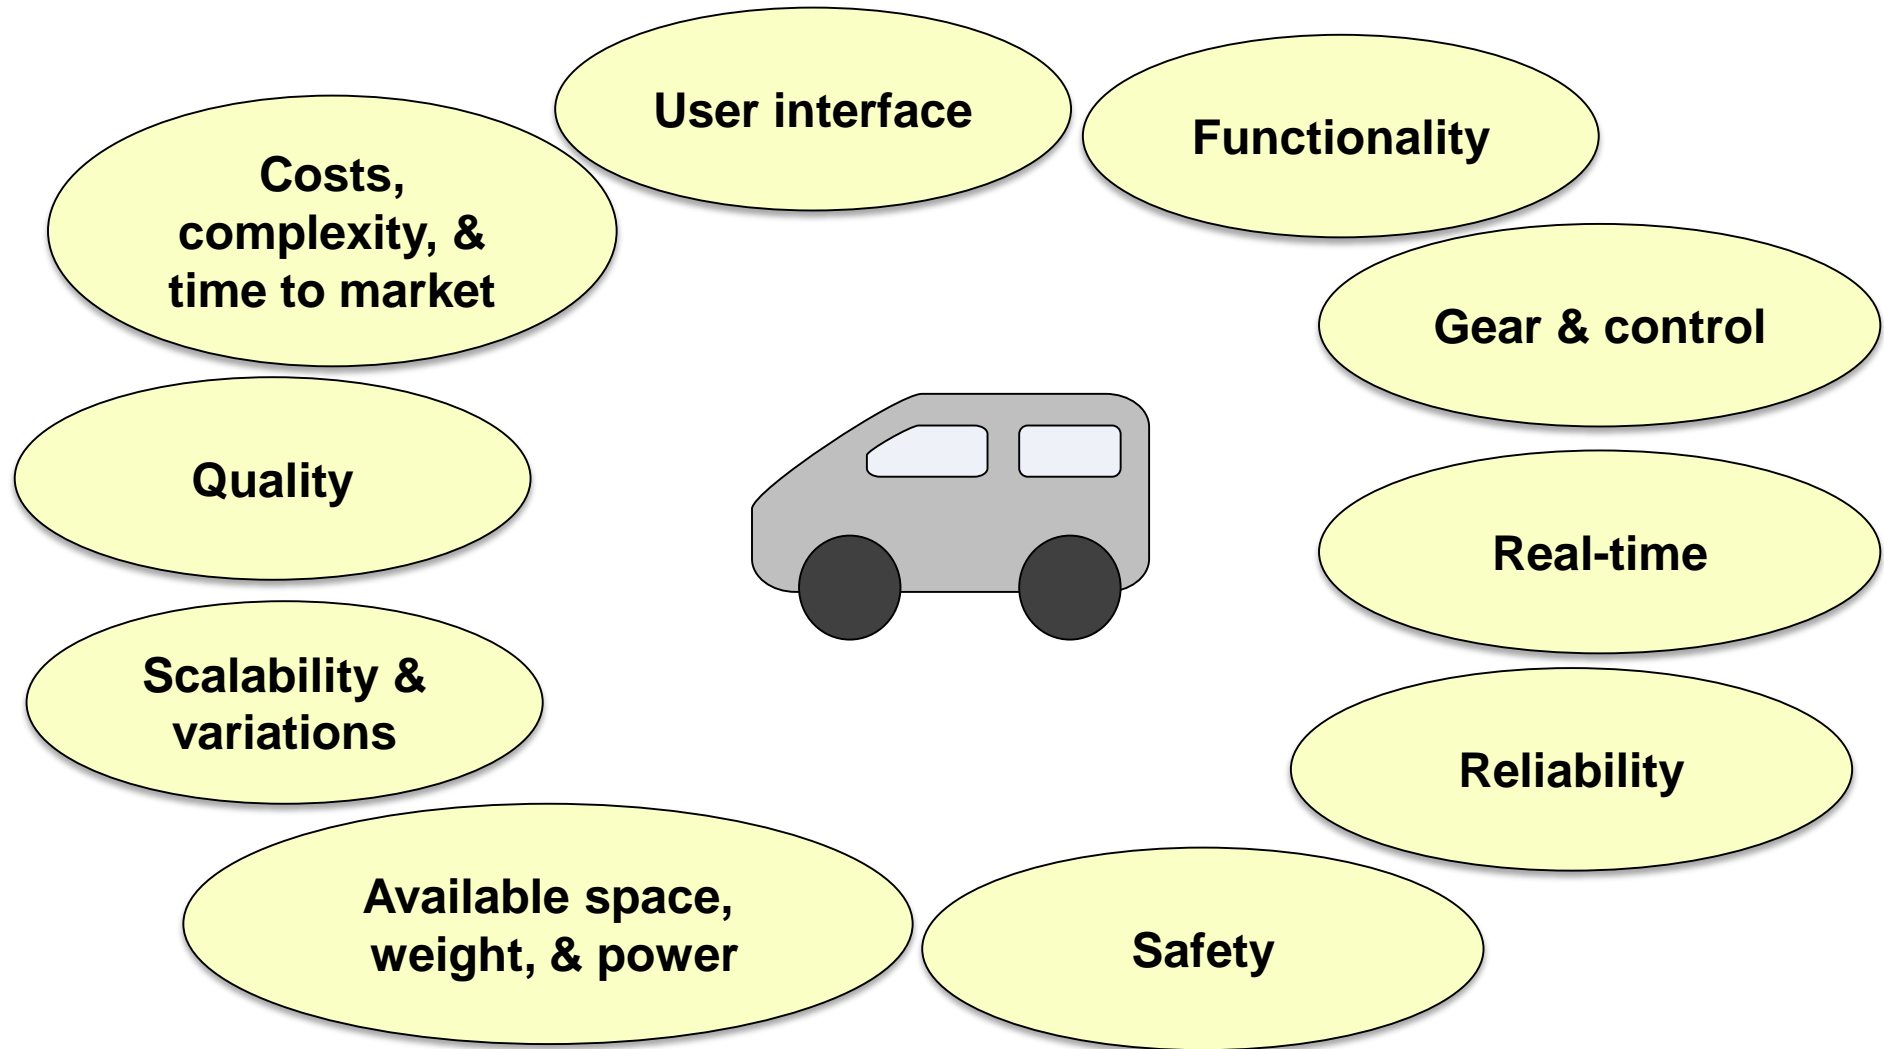 User interface
Functionality
Costs,
complexity, &
time to market
Gear & control
Quality
Real-time
Scalability &
variations
Reliability
Available space,
weight, & power
Safety